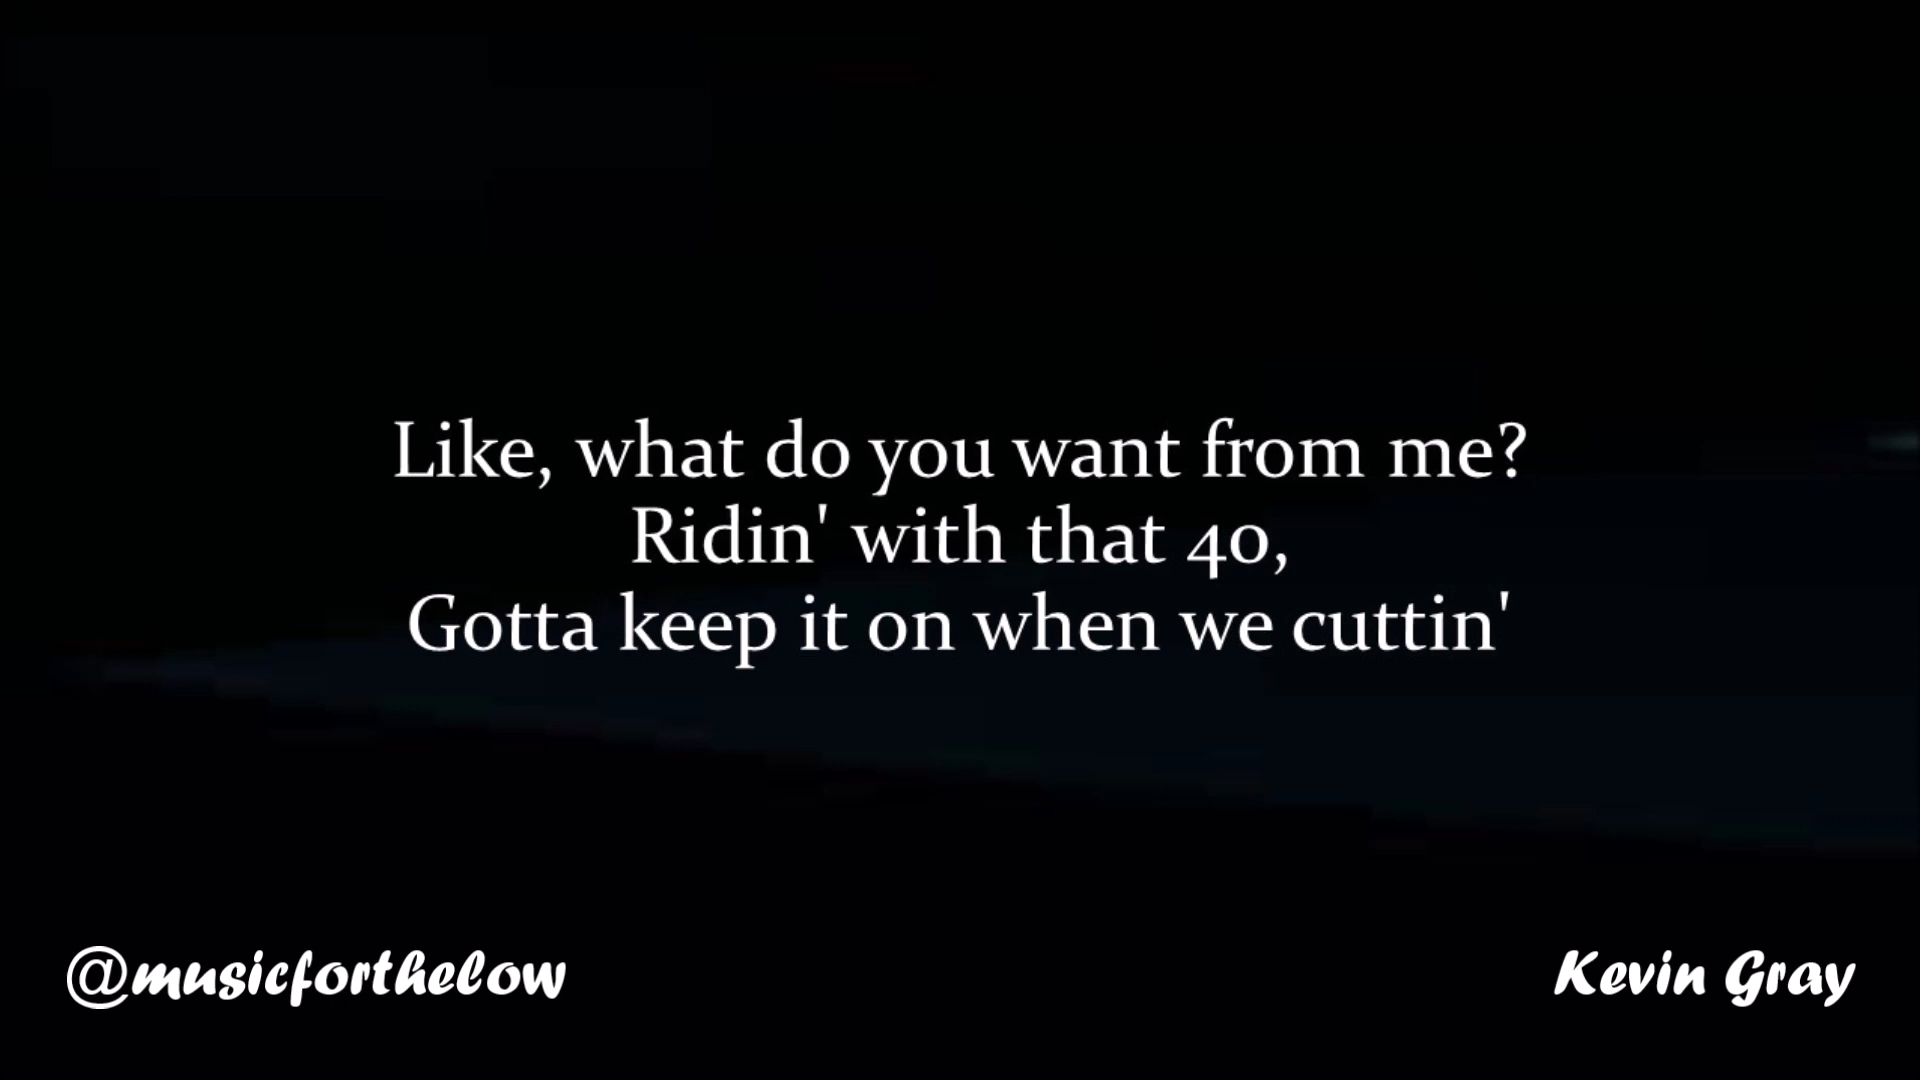 Like, what do you want from me?
Ridin' with that 40,
Gotta keep it on when we cuttin'
@musicforthelow
Kevin Gray